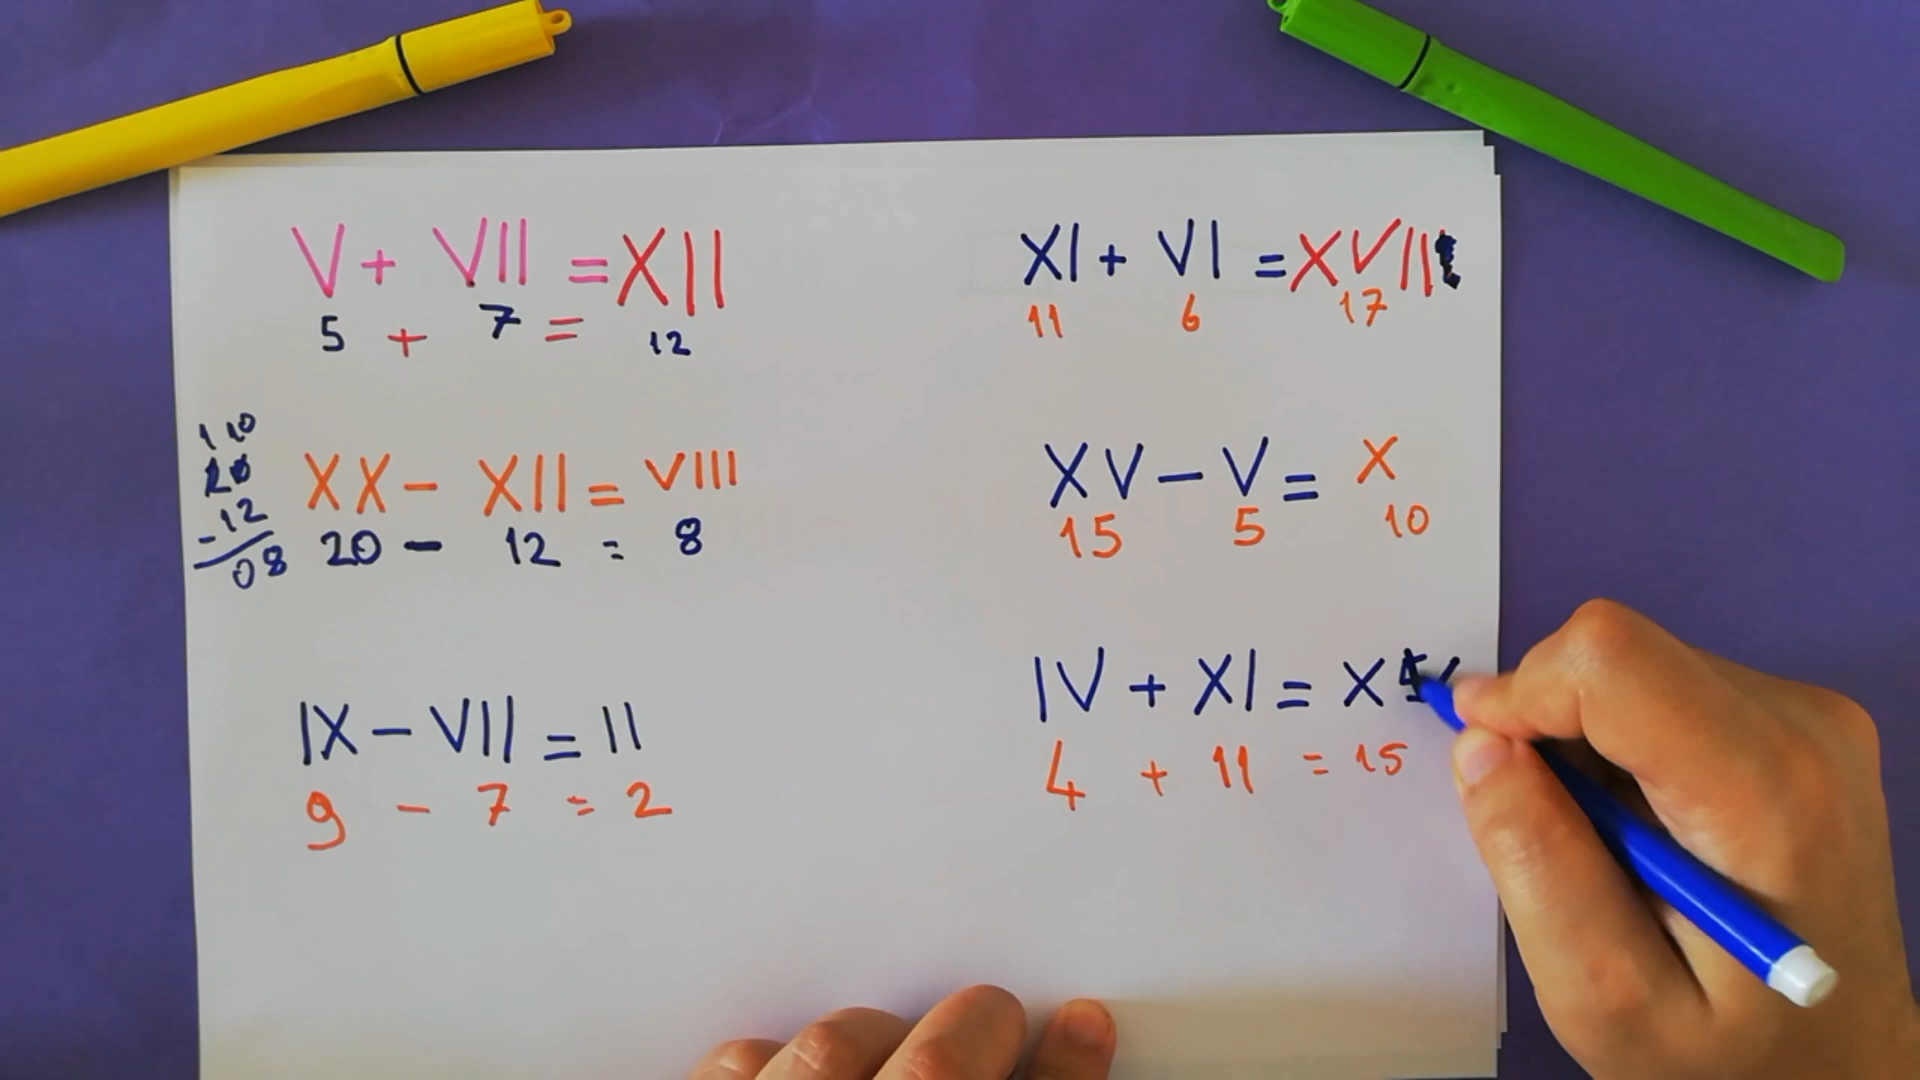 V + VII = XII
5 + 7 = 12
XX - XII = VIII
20 - 12 = 8
1 10
20
-12
08
IX - VII = II
9 - 7 = 2
XI + VI = XVII
11 6 17
XV - V = X
15 5 10
IV + XI = X
4 + 11 = 15